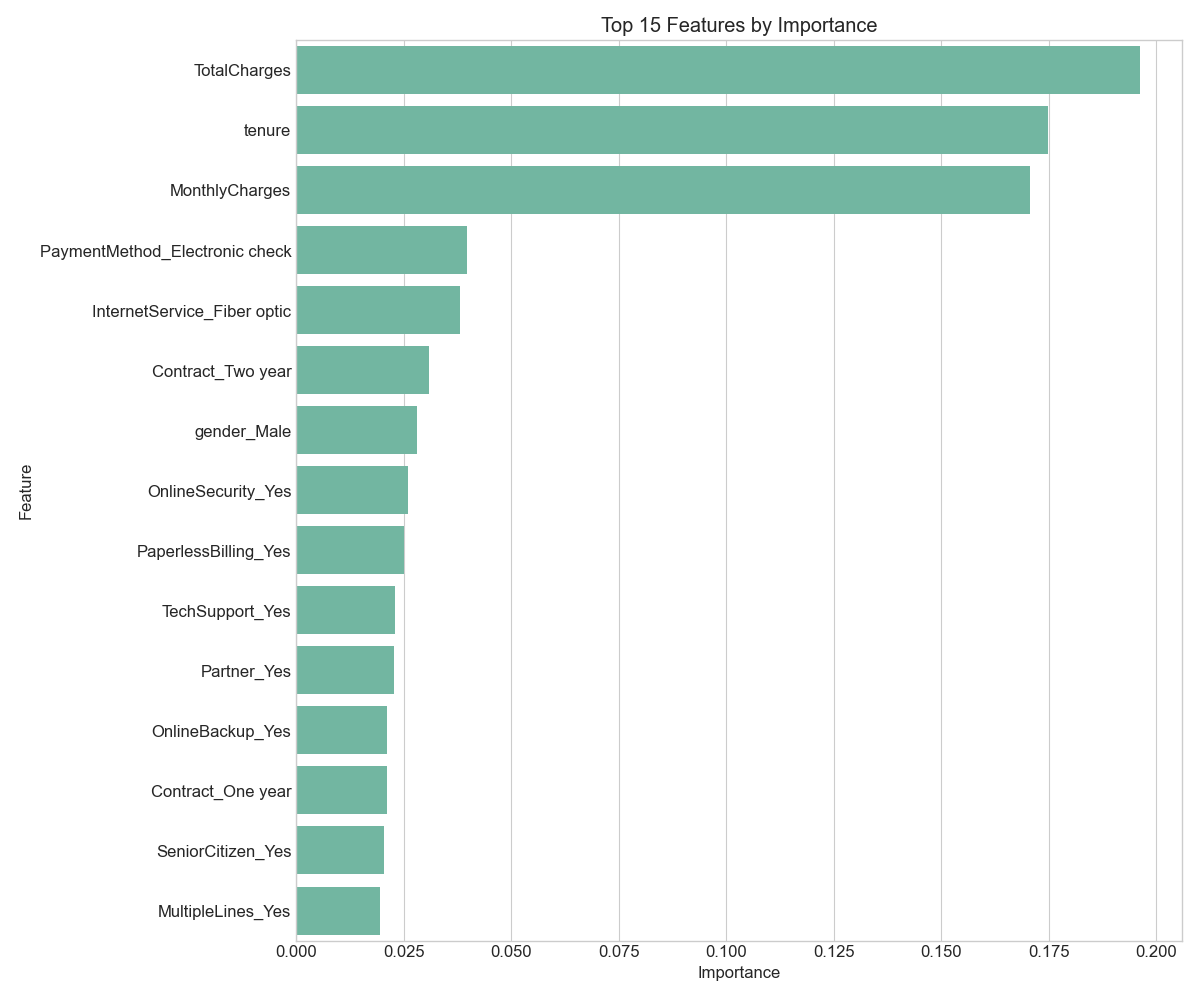 Top 15 Features by Importance
TotalCharges
tenure
MonthlyCharges
PaymentMethod_Electronic check
InternetService_Fiber optic
Contract_Two year
gender_Male
OnlineSecurity_Yes
PaperlessBilling_Yes
TechSupport_Yes
Partner_Yes
OnlineBackup_Yes
Contract_One year
SeniorCitizen_Yes
MultipleLines_Yes
Feature
0.000 0.025 0.050 0.075 0.100 0.125 0.150 0.175 0.200
Importance